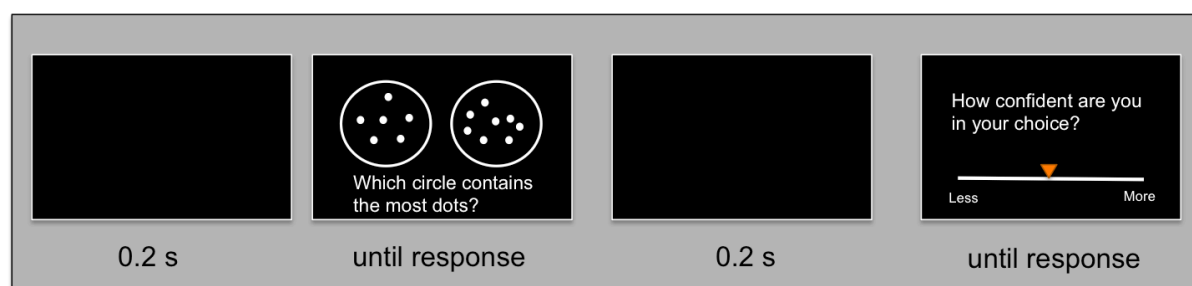 Which circle contains
the most dots?
How confident are you
in your choice?
Less
More
0.2 s
until response
0.2 s
until response